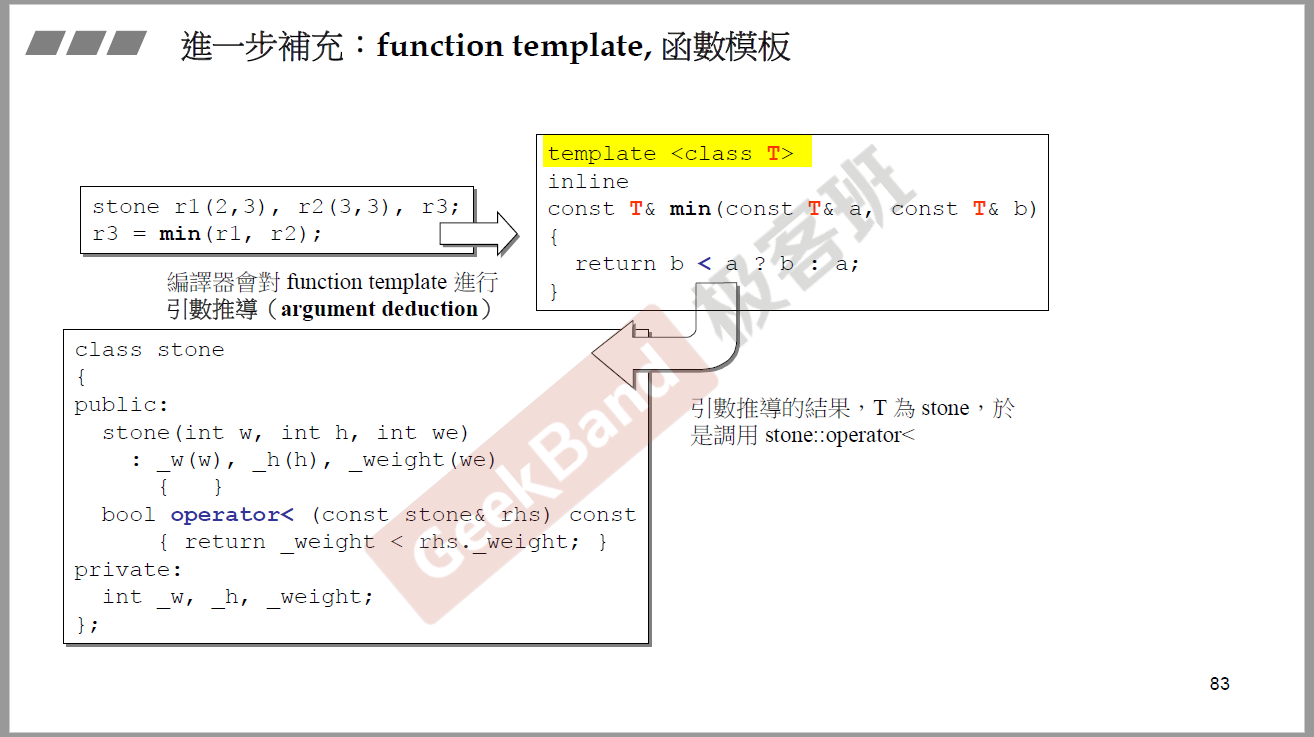 進一步補充：function template, 函數模板
stone r1(2,3), r2(3,3), r3;
r3 = min(r1, r2);
編譯器會對 function template 進行
引數推導（argument deduction）
template <class T>
inline
const T& min(const T& a, const T& b)
{
  return b < a ? b : a;
}
class stone
{
public:
  stone(int w, int h, int we)
    : _w(w), _h(h), _weight(we)
      {   }
  bool operator< (const stone& rhs) const
      { return _weight < rhs._weight; }
private:
  int _w, _h, _weight;
};
引數推導的結果，T 為 stone，於
是調用 stone::operator<
GeekBand 极客班
83